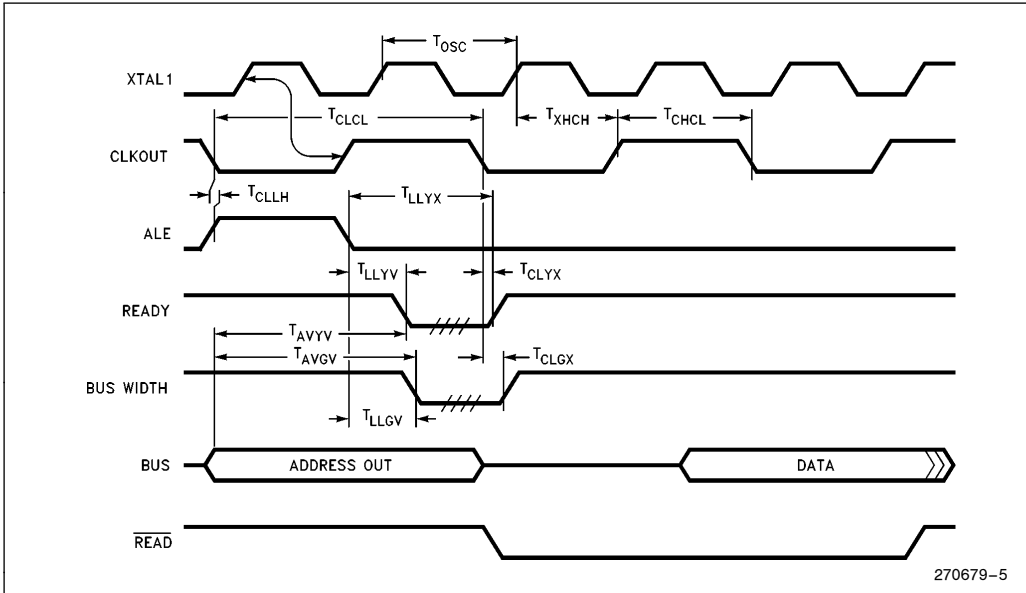 T_OSC
XTAL1
T_CLCL
T_XHCH
T_CHCL
CLKOUT
T_CLLH
T_LLYX
ALE
T_LLYV
T_CLYX
READY
T_AVYV
T_AVGV
T_CLGX
BUS WIDTH
T_LLGV
BUS
ADDRESS OUT
DATA
READ
270679–5